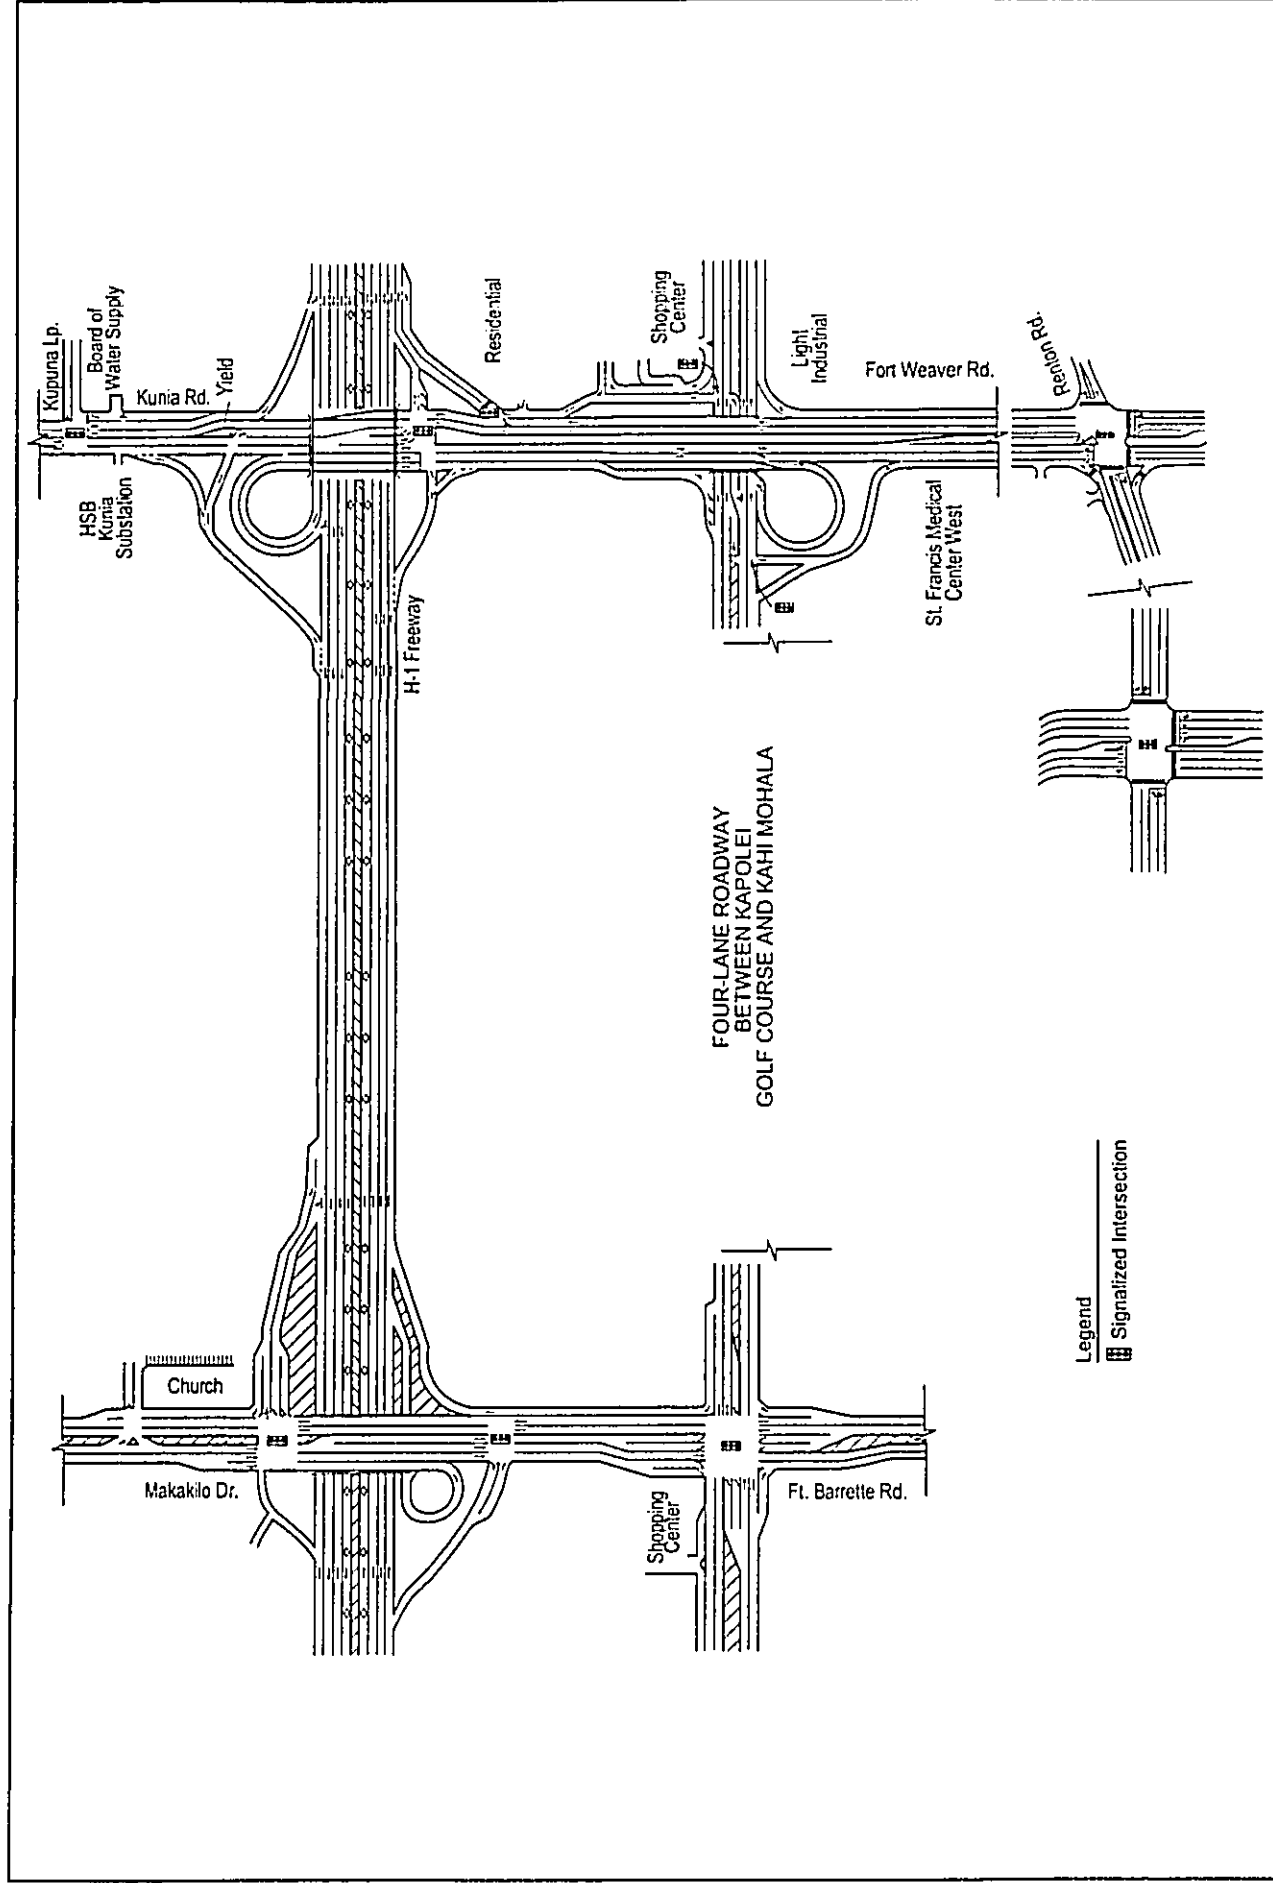 Kupuna Lp.
Board of
Water Supply
Kunia Rd.
Yield
HSB
Kunia
Substation
H-1 Freeway
Residential
Shopping
Center
Light
Industrial
Fort Weaver Rd.
Renton Rd.
St. Francis Medical
Center West
FOUR-LANE ROADWAY
BETWEEN KAPOLEI
GOLF COURSE AND KAHI MOHALA
Church
Makakilo Dr.
Shopping
Center
Ft. Barrette Rd.
Legend
Signalized Intersection